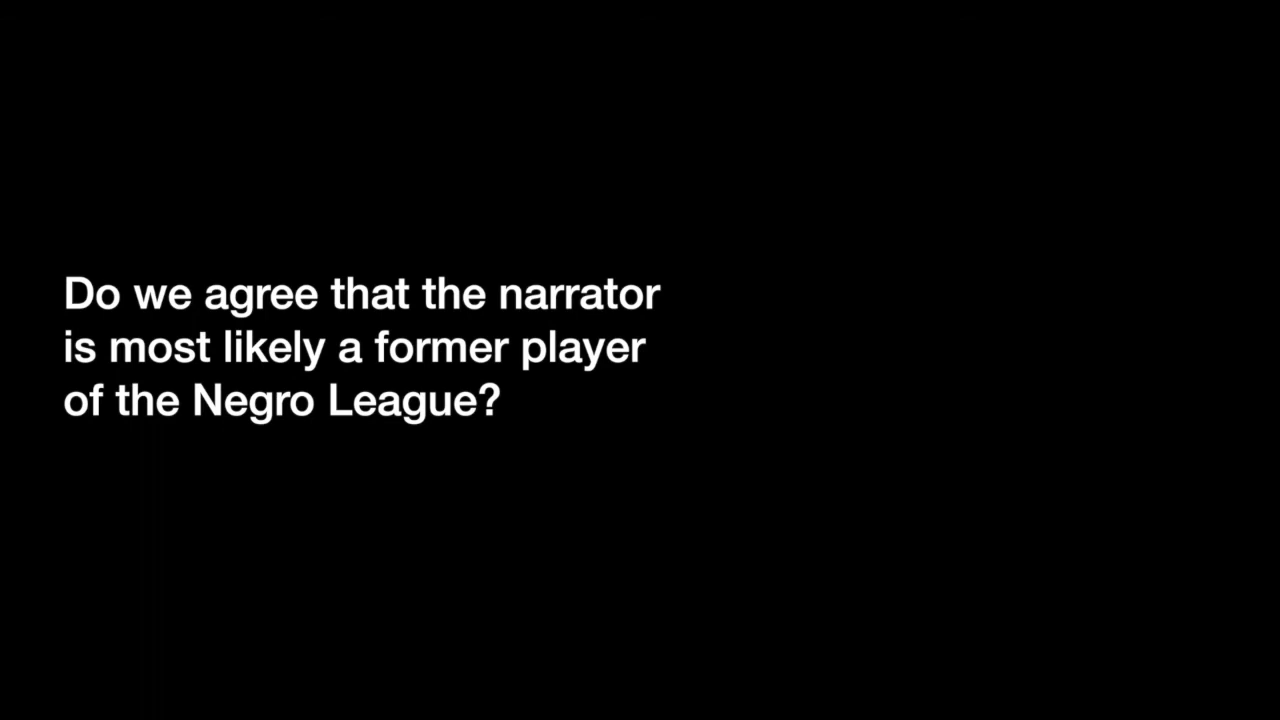 Do we agree that the narrator
is most likely a former player
of the Negro League?